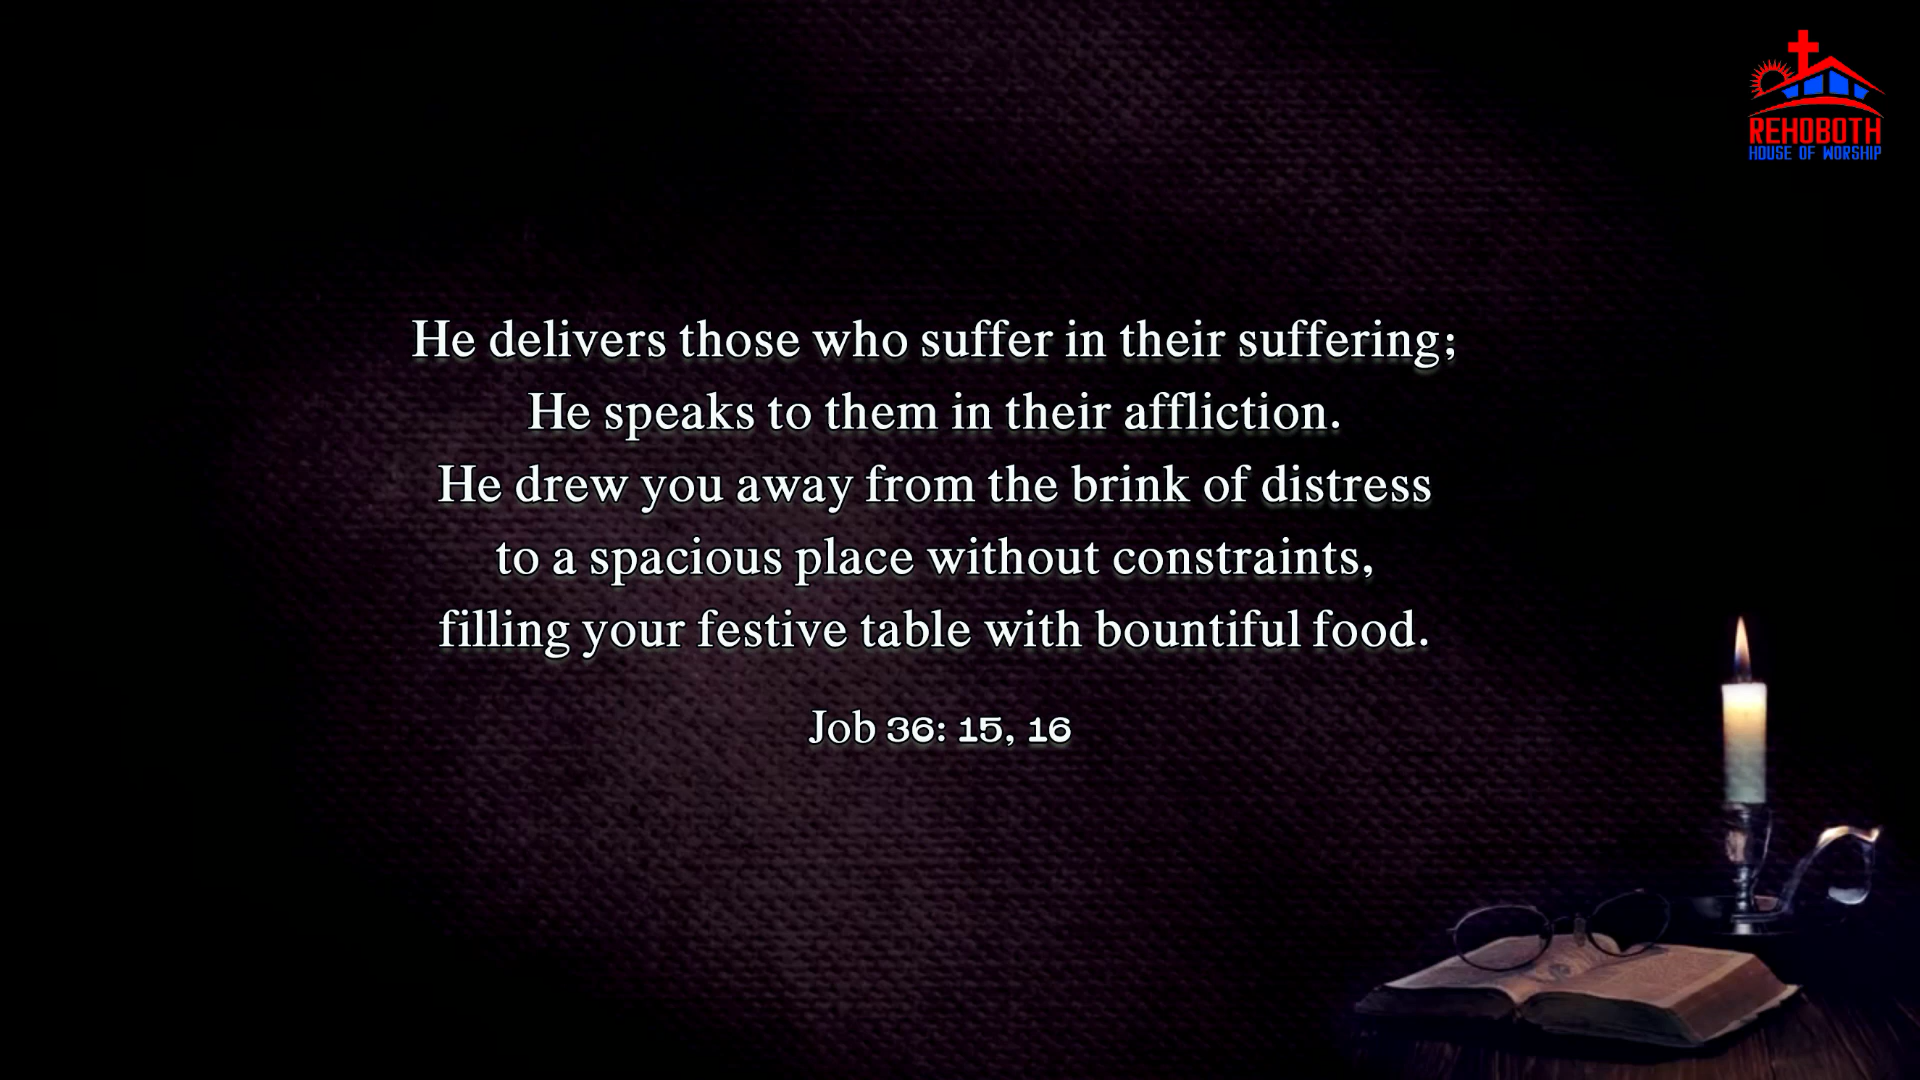 REHOBOTH
HOUSE OF WORSHIP
He delivers those who suffer in their suffering;
He speaks to them in their affliction.
He drew you away from the brink of distress
to a spacious place without constraints,
filling your festive table with bountiful food.
Job 36: 15, 16